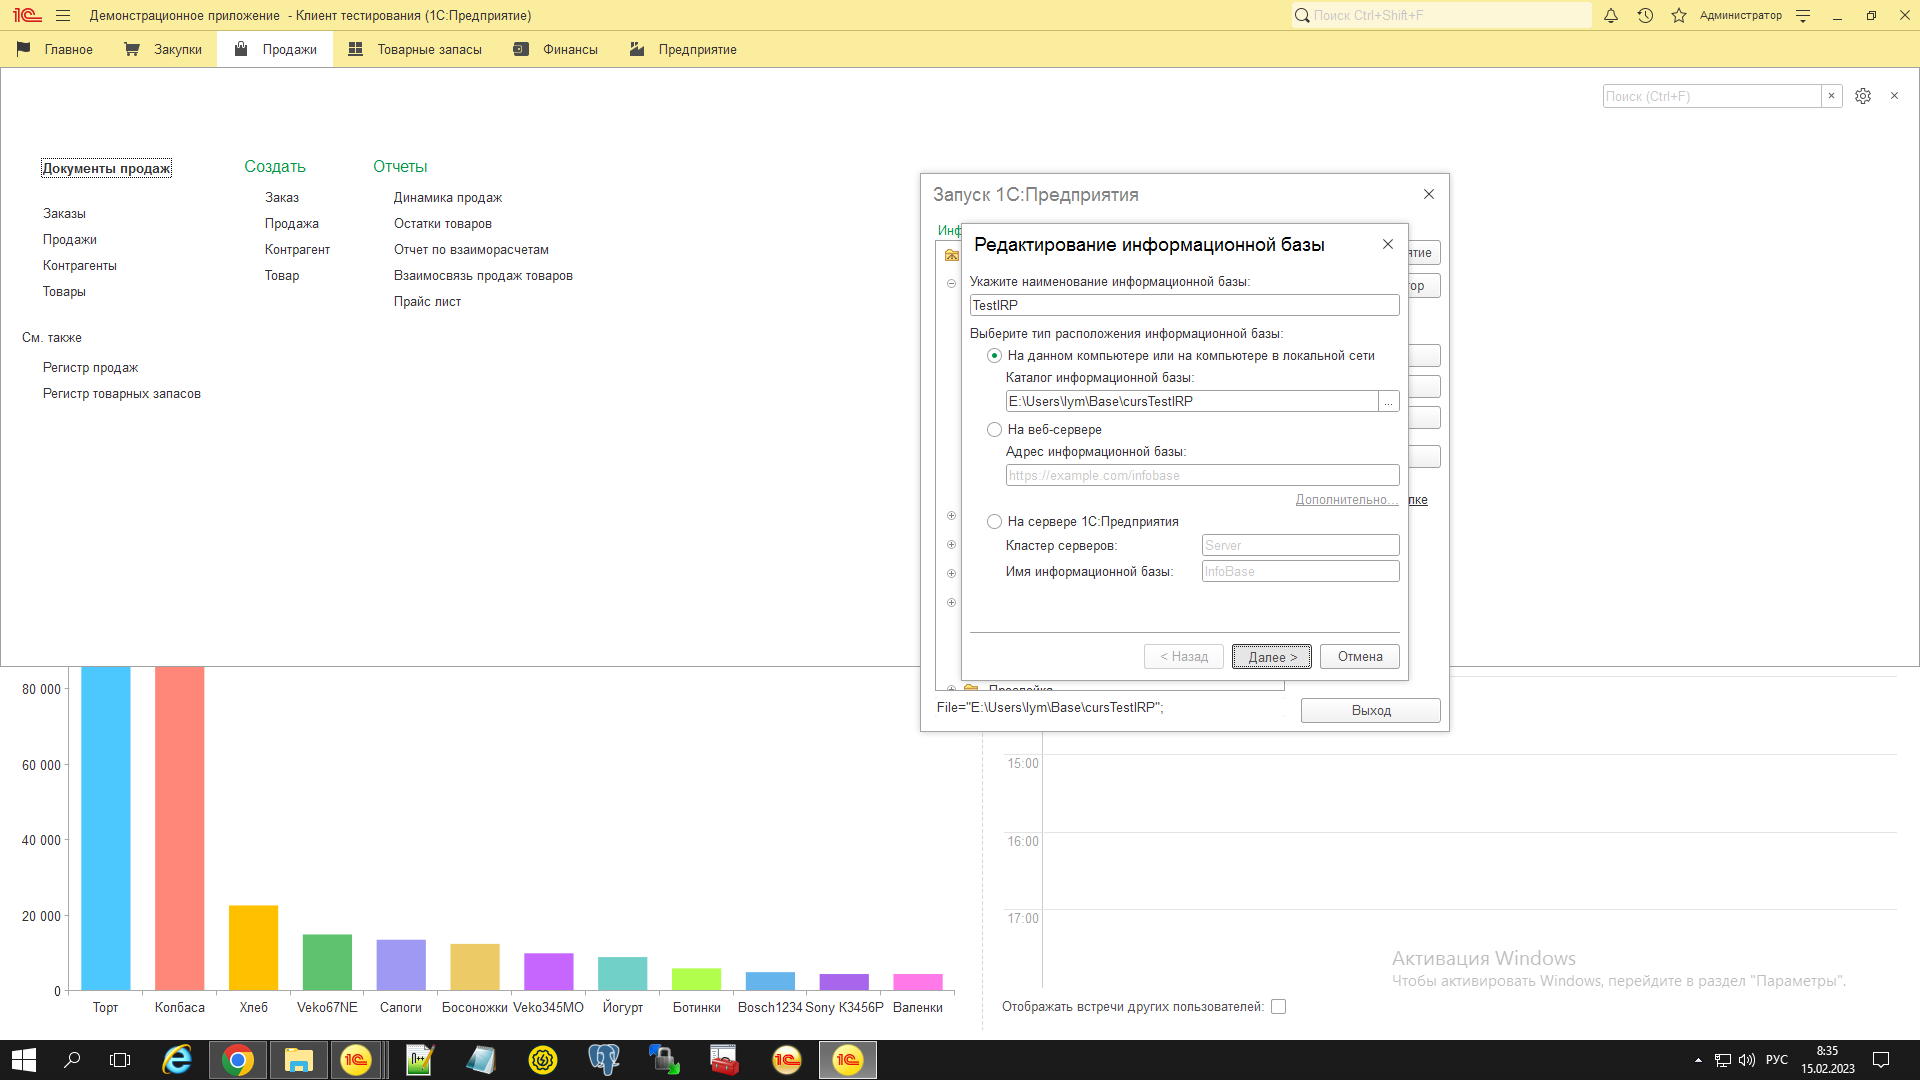 Демонстрационное приложение - Клиент тестирования (1С:Предприятие)
Поиск Ctrl+Shift+F
Администратор
Главное
Закупки
Продажи
Товарные запасы
Финансы
Предприятие
Поиск (Ctrl+F)
Документы продаж
Заказы
Продажи
Контрагенты
Товары
См. также
Регистр продаж
Регистр товарных запасов
Создать
Заказ
Продажа
Контрагент
Товар
Отчеты
Динамика продаж
Остатки товаров
Отчет по взаиморасчетам
Взаимосвязь продаж товаров
Прайс лист
Запуск 1С:Предприятия
Редактирование информационной базы
Укажите наименование информационной базы:
TestIRP
Выберите тип расположения информационной базы:
На данном компьютере или на компьютере в локальной сети
Каталог информационной базы:
E:\Users\lym\Base\cursTestIRP
...
На веб-сервере
Адрес информационной базы:
https://example.com/infobase
Дополнительно...
На сервере 1С:Предприятия
Кластер серверов:
Server
Имя информационной базы:
InfoBase
< Назад
Далее >
Отмена
File="E:\Users\lym\Base\cursTestIRP";
Выход
80 000
60 000
40 000
20 000
0
Торт
Колбаса
Хлеб
Veko67NE
Сапоги
Босоножки
Veko345MO
Йогурт
Ботинки
Bosch1234
Sony К3456P
Валенки
15:00
16:00
17:00
Отображать встречи других пользователей:
Активация Windows
Чтобы активировать Windows, перейдите в раздел "Параметры".
РУС
8:35
15.02.2023